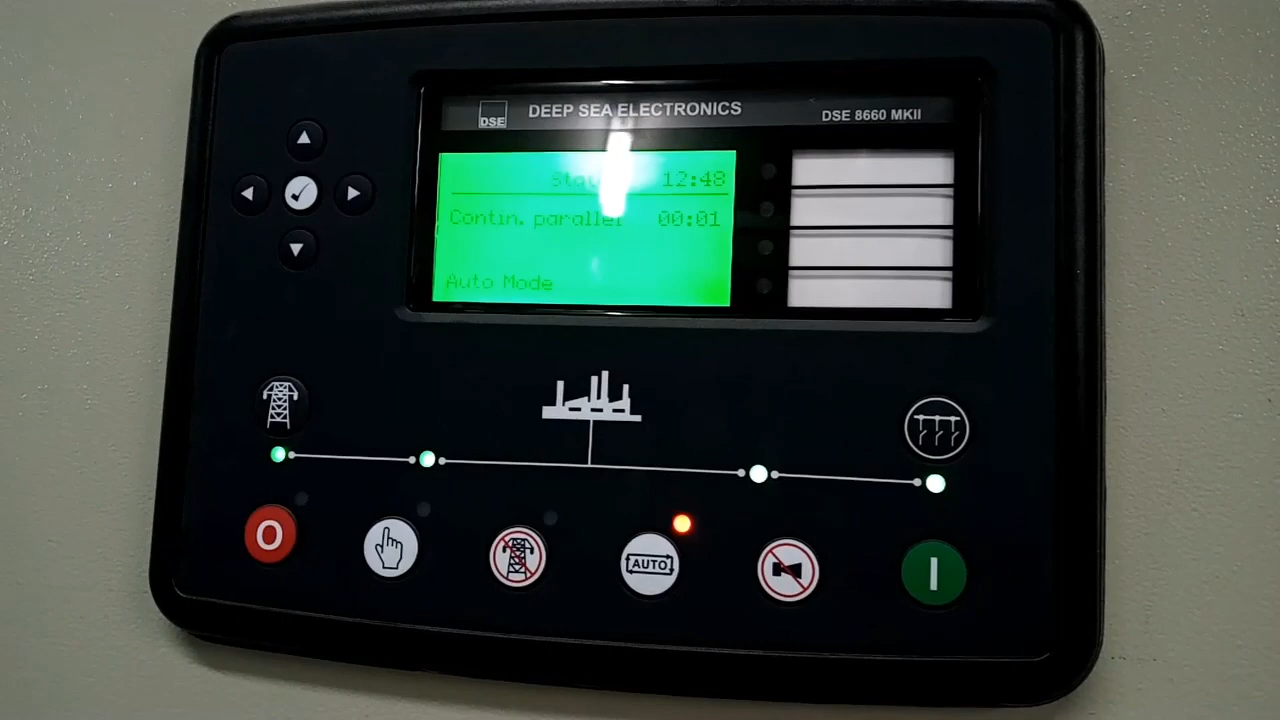 DSE DEEP SEA ELECTRONICS DSE 8660 MKII
12:48
Contin. parallel 00:01
Auto Mode
O AUTO I